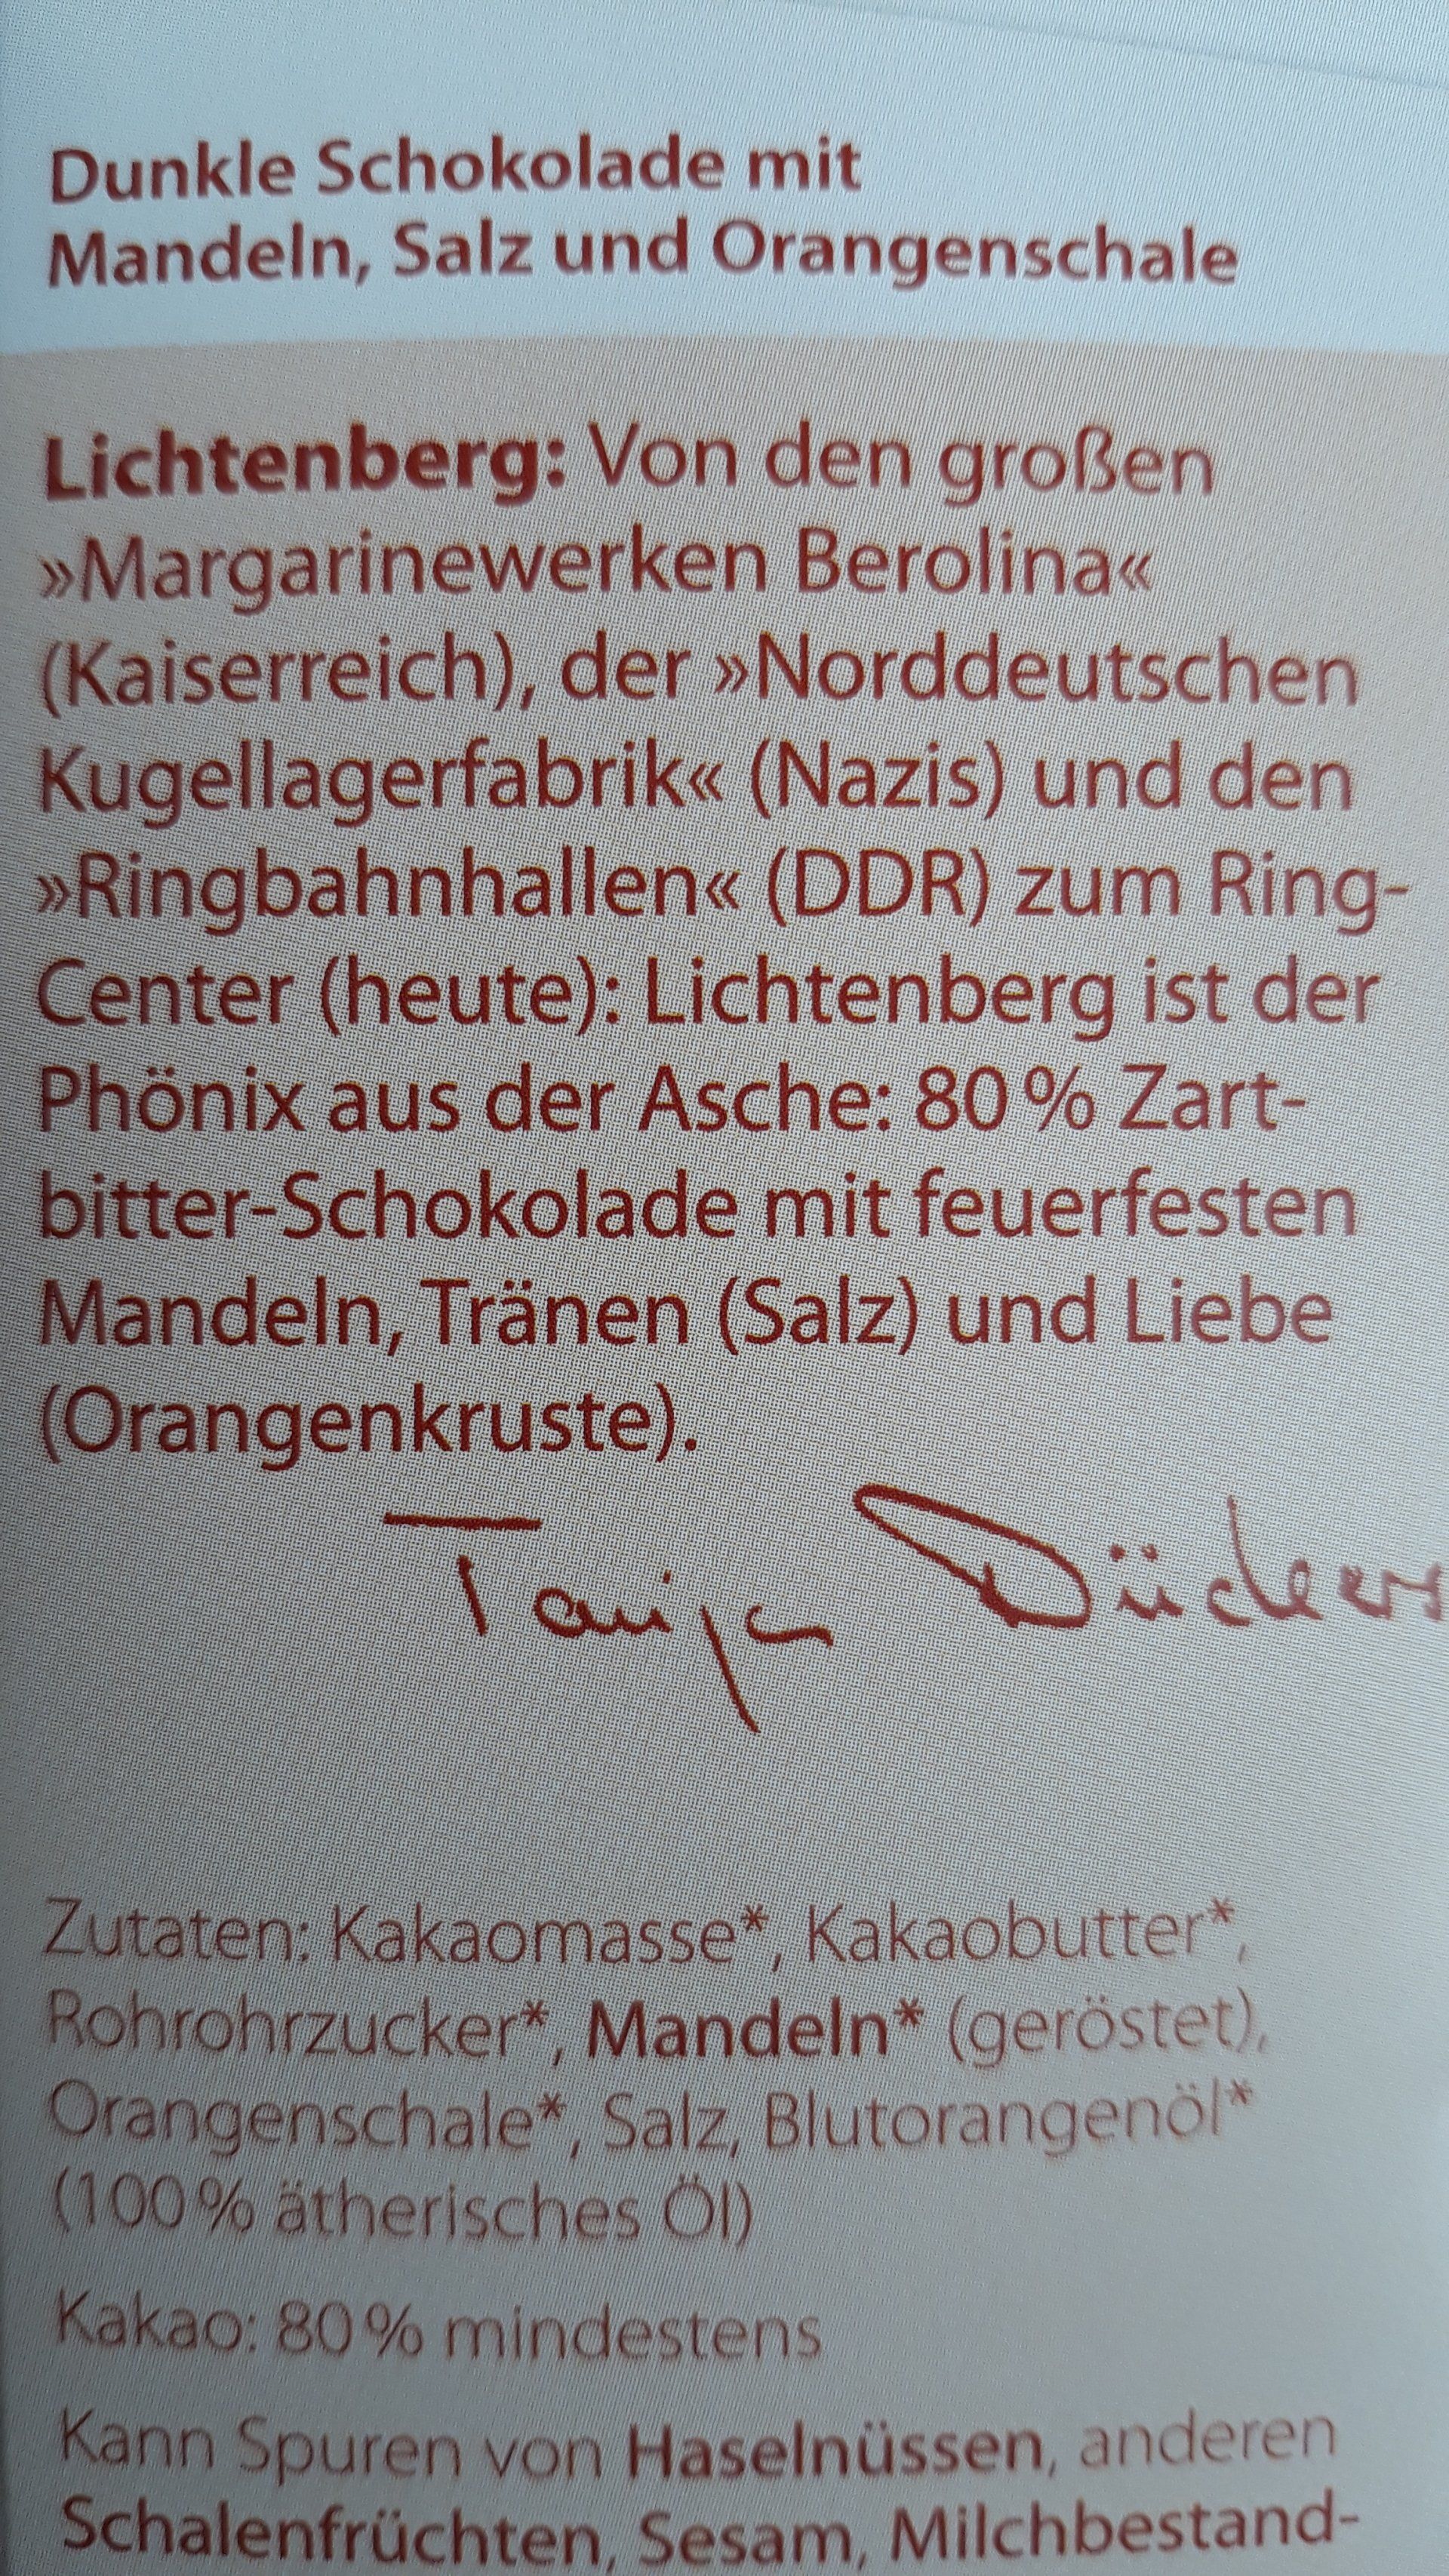 Dunkle Schokolade mit
Mandeln, Salz und Orangenschale
Lichtenberg: Von den großen
»Margarinewerken Berolina«
(Kaiserreich), der »Norddeutschen
Kugellagerfabrik« (Nazis) und den
»Ringbahnhallen« (DDR) zum Ring-
Center (heute): Lichtenberg ist der
Phönix aus der Asche: 80 % Zart-
bitter-Schokolade mit feuerfesten
Mandeln, Tränen (Salz) und Liebe
(Orangenkruste).
Tanja Dückers
Zutaten: Kakaomasse*, Kakaobutter*,
Rohrohrzucker*, Mandeln* (geröstet),
Orangenschale*, Salz, Blutorangenöl*
(100 % ätherisches Öl)
Kakao: 80 % mindestens
Kann Spuren von Haselnüssen, anderen
Schalenfrüchten, Sesam, Milchbestand-